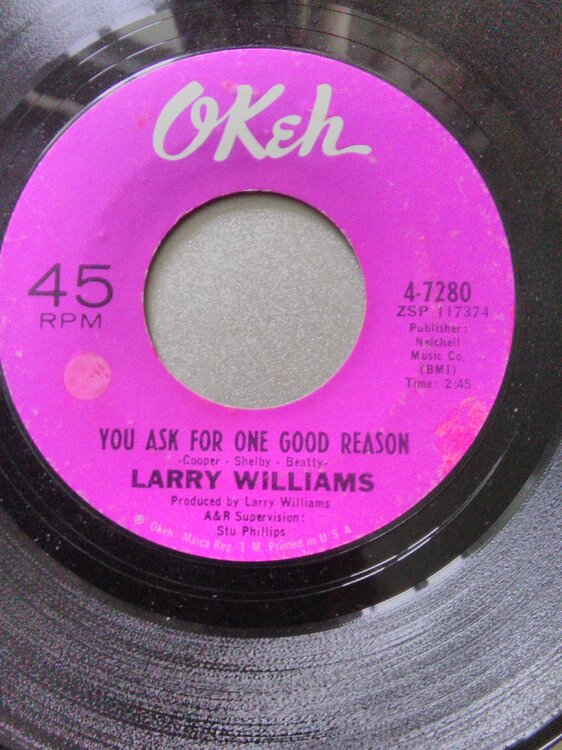 OKeh
45
RPM
4-7280
ZSP 117374
Publisher:
Nelchell
Music Co.
(BMI)
Time: 2:45
YOU ASK FOR ONE GOOD REASON
-Cooper - Shelby - Beatty-
LARRY WILLIAMS
Produced by Larry Williams
A&R Supervision:
Stu Phillips
® Okeh, Marca Reg. T. M. Printed in U S A